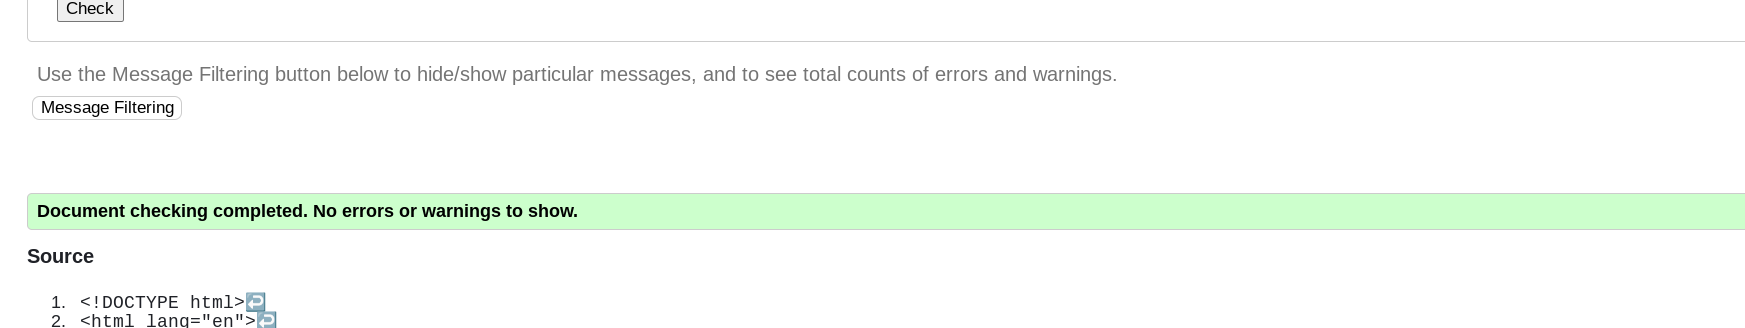 Check
Use the Message Filtering button below to hide/show particular messages, and to see total counts of errors and warnings.
Message Filtering
Document checking completed. No errors or warnings to show.
Source
1. <!DOCTYPE html>↩
2. <html lang="en">↩